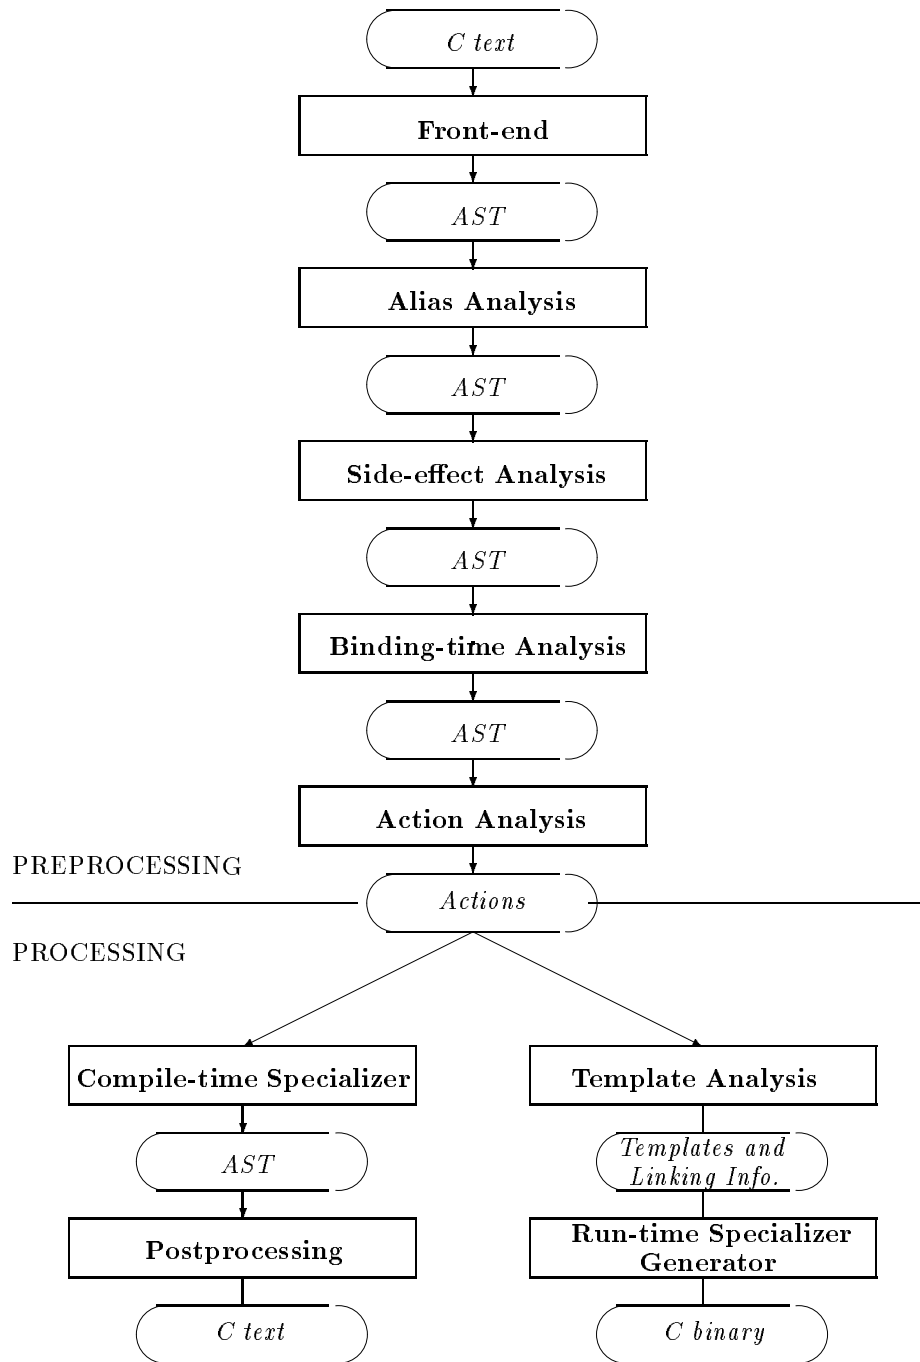 C text
Front-end
AST
Alias Analysis
AST
Side-effect Analysis
AST
Binding-time Analysis
AST
Action Analysis
PREPROCESSING
Actions
PROCESSING
Compile-time Specializer
Template Analysis
AST
Templates and
Linking Info.
Postprocessing
Run-time Specializer
Generator
C text
C binary